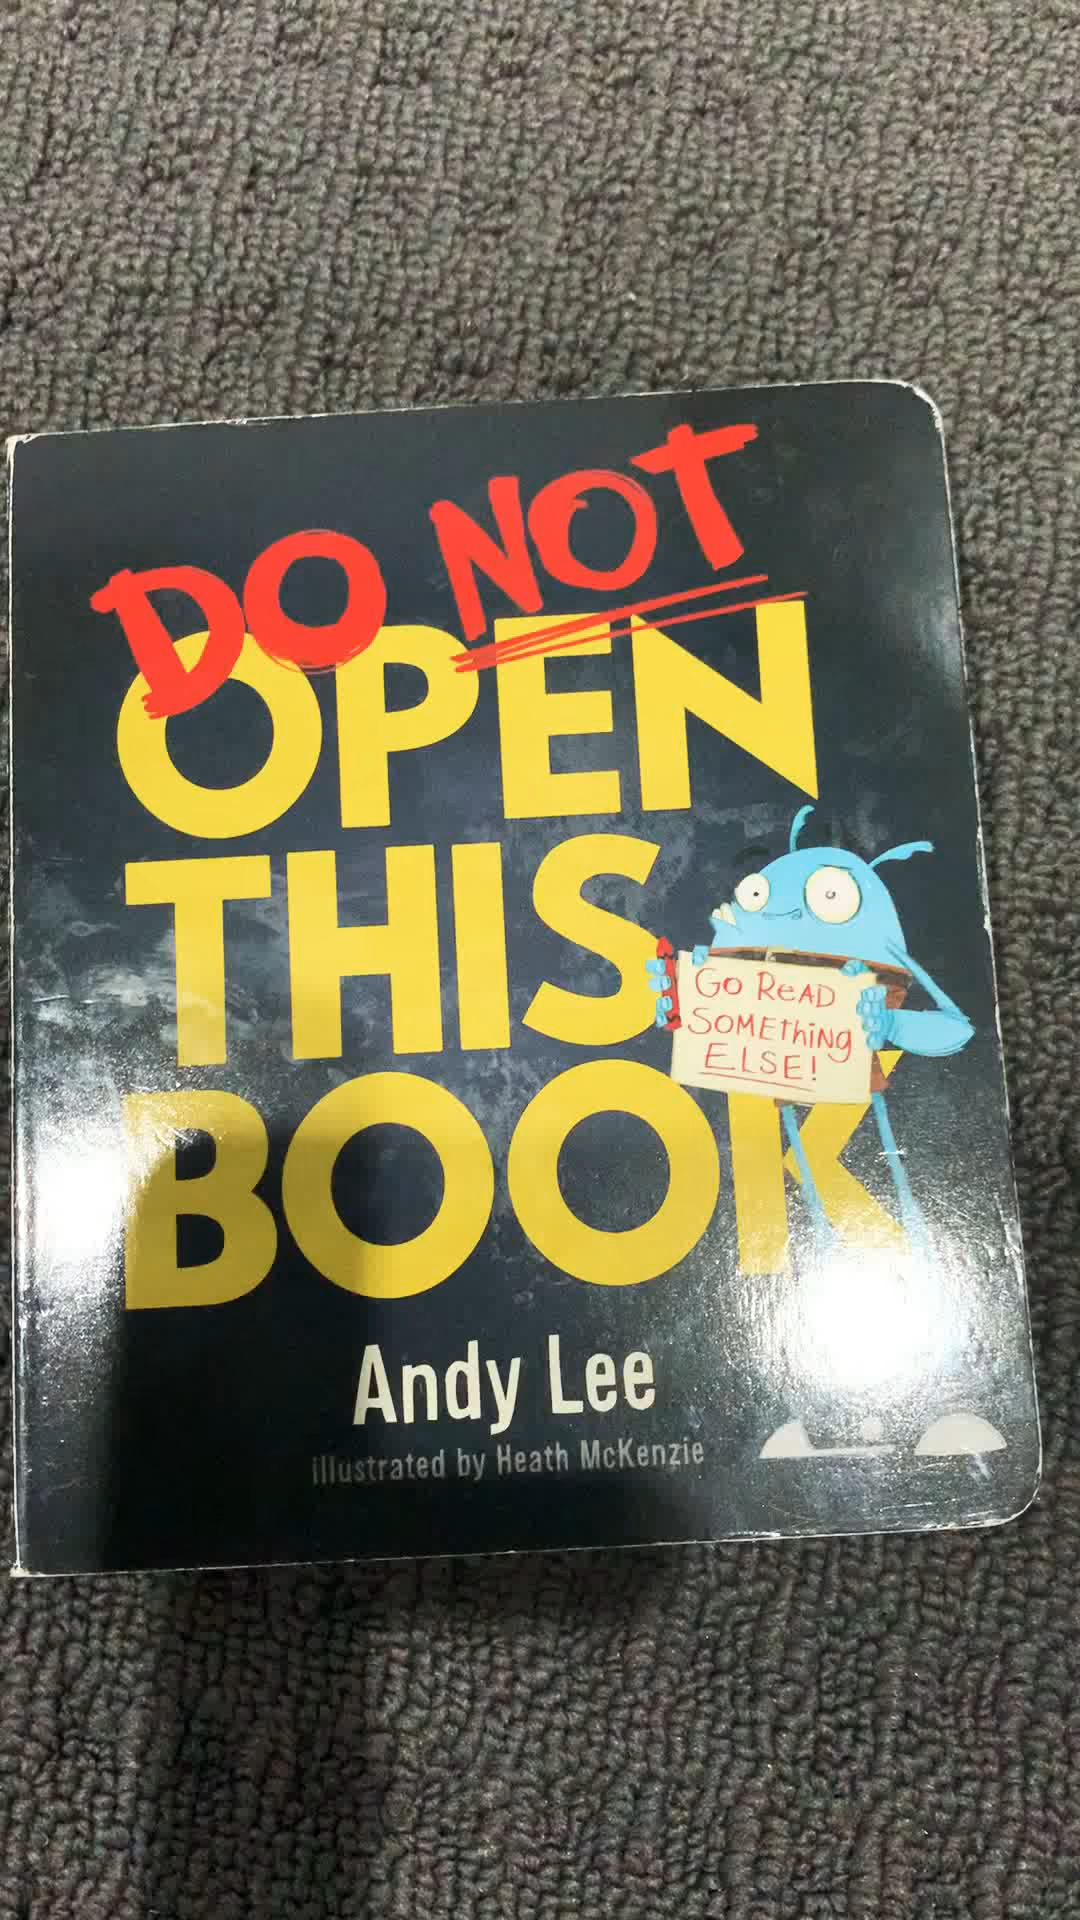 DO NOT
OPEN
THIS
BOOK
GO READ
SOMEthiNg
ELSE!
Andy Lee
illustrated by Heath McKenzie